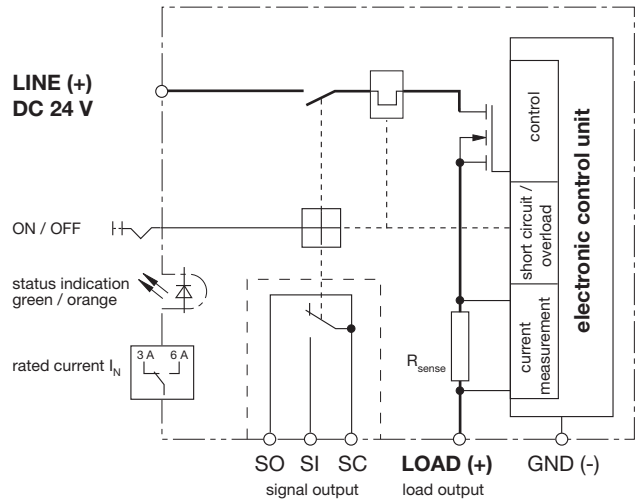 LINE (+)
DC 24 V
control
electronic control unit
ON / OFF
short circuit /
overload
status indication
green / orange
rated current I_N
3 A 6 A
R_sense
current
measurement
SO SI SC LOAD (+) GND (-)
signal output load output